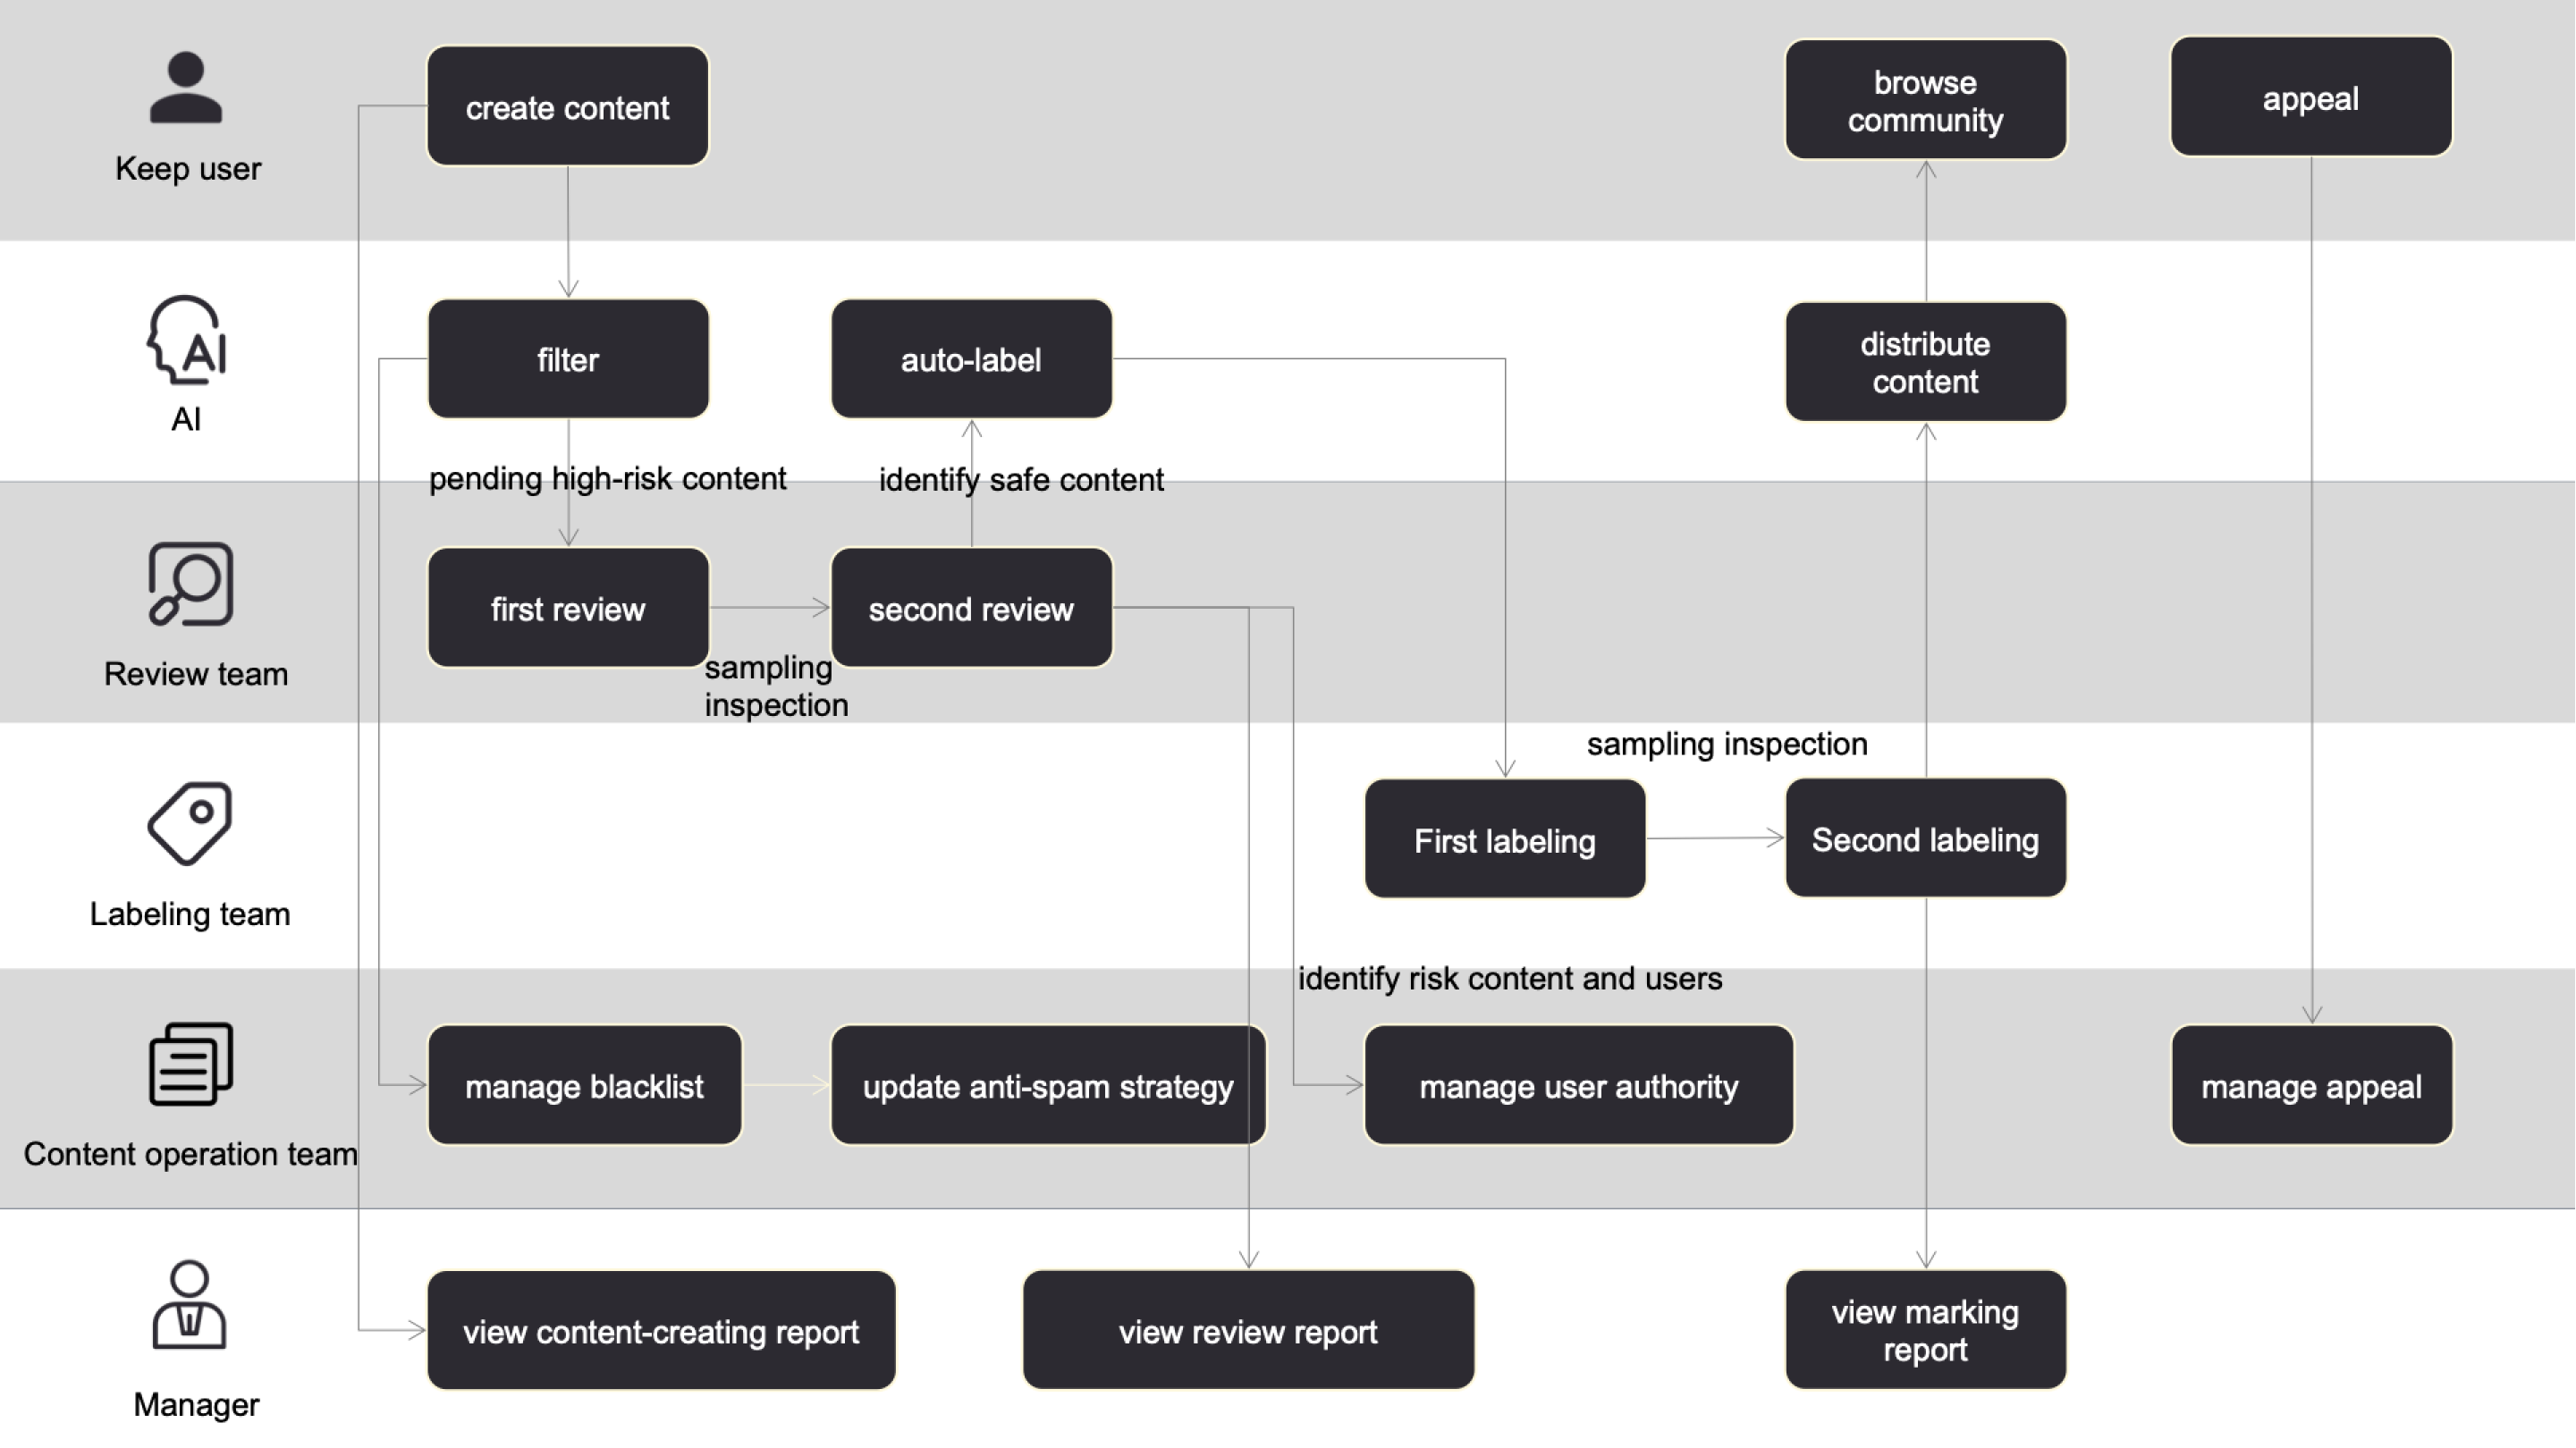 create content
browse
community
appeal
Keep user
filter
auto-label
distribute
content
AI
pending high-risk content
identify safe content
first review
second review
sampling
inspection
Review team
sampling inspection
First labeling
Second labeling
Labeling team
identify risk content and users
manage blacklist
update anti-spam strategy
manage user authority
manage appeal
Content operation team
view content-creating report
view review report
view marking
report
Manager